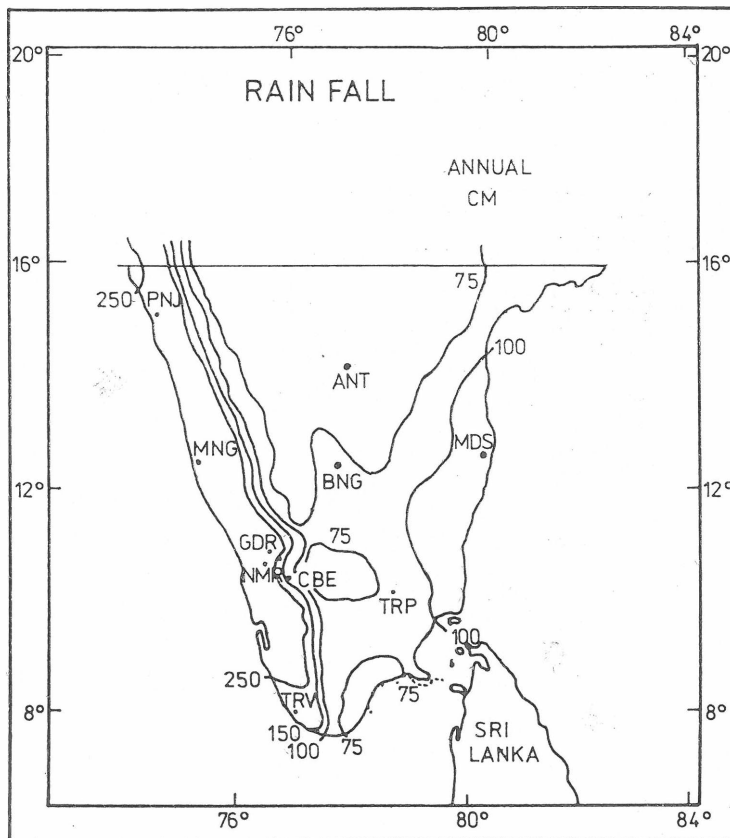 76° 80° 84°
20° 20°
RAIN FALL
ANNUAL
CM
16° 16°
75
250 PNJ
100
ANT
MNG MDS
BNG
12° 12°
75
GDR
CBE
TRP
100
250
TRV 75
8° 8°
150 SRI
100 75 LANKA
76° 80° 84°